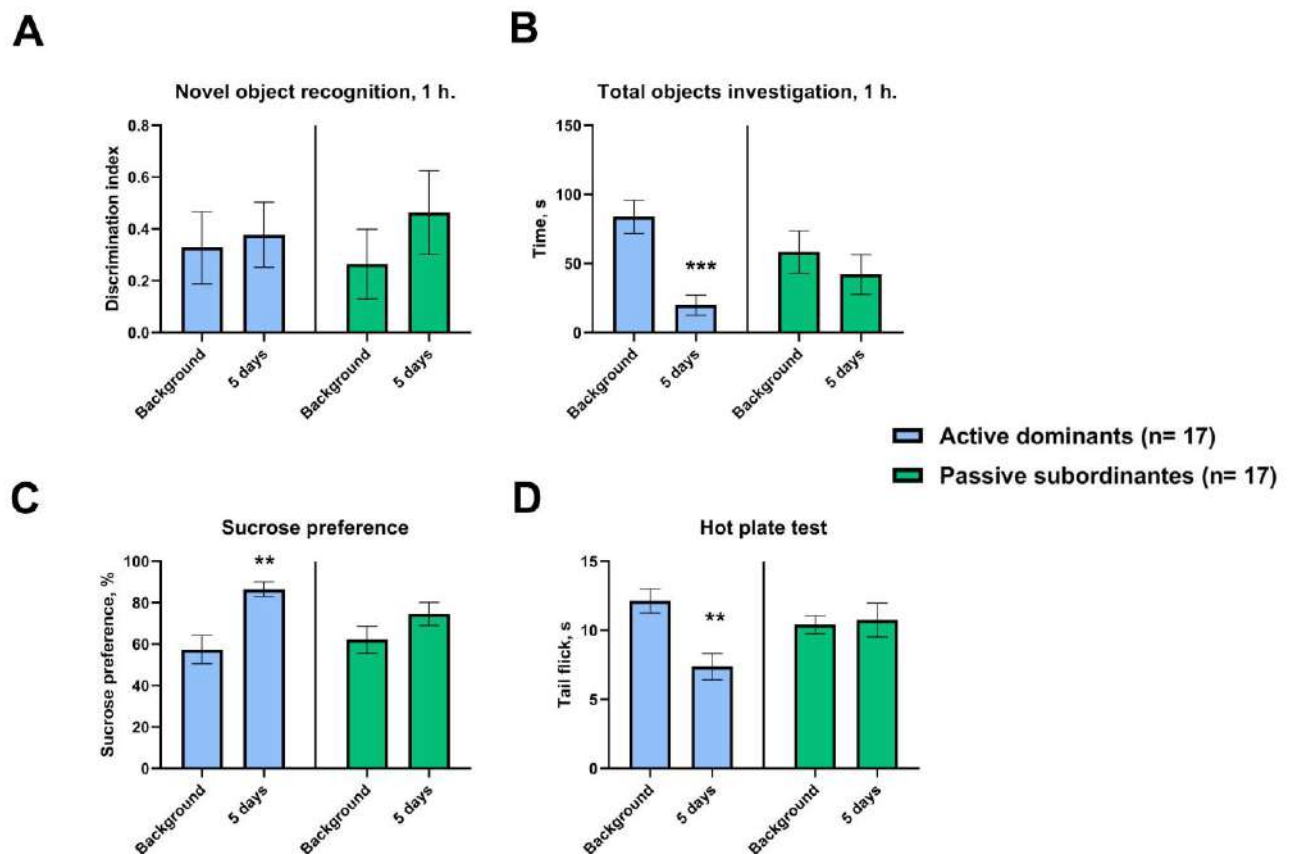 A
Novel object recognition, 1 h.
Discrimination index
0.8
0.6
0.4
0.2
0.0
Background
5 days
Background
5 days
B
Total objects investigation, 1 h.
Time, s
150
100
50
0
***
Background
5 days
Background
5 days
Active dominants (n= 17)
Passive subordinantes (n= 17)
C
Sucrose preference
Sucrose preference, %
100
80
60
40
20
0
**
Background
5 days
Background
5 days
D
Hot plate test
Tail flick, s
15
10
5
0
**
Background
5 days
Background
5 days